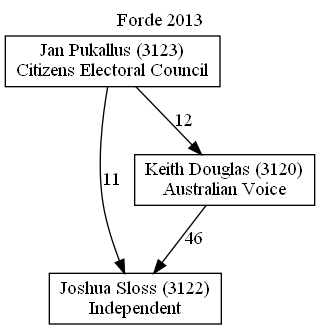 Forde 2013
Jan Pukallus (3123)
Citizens Electoral Council
12
Keith Douglas (3120)
Australian Voice
11
46
Joshua Sloss (3122)
Independent